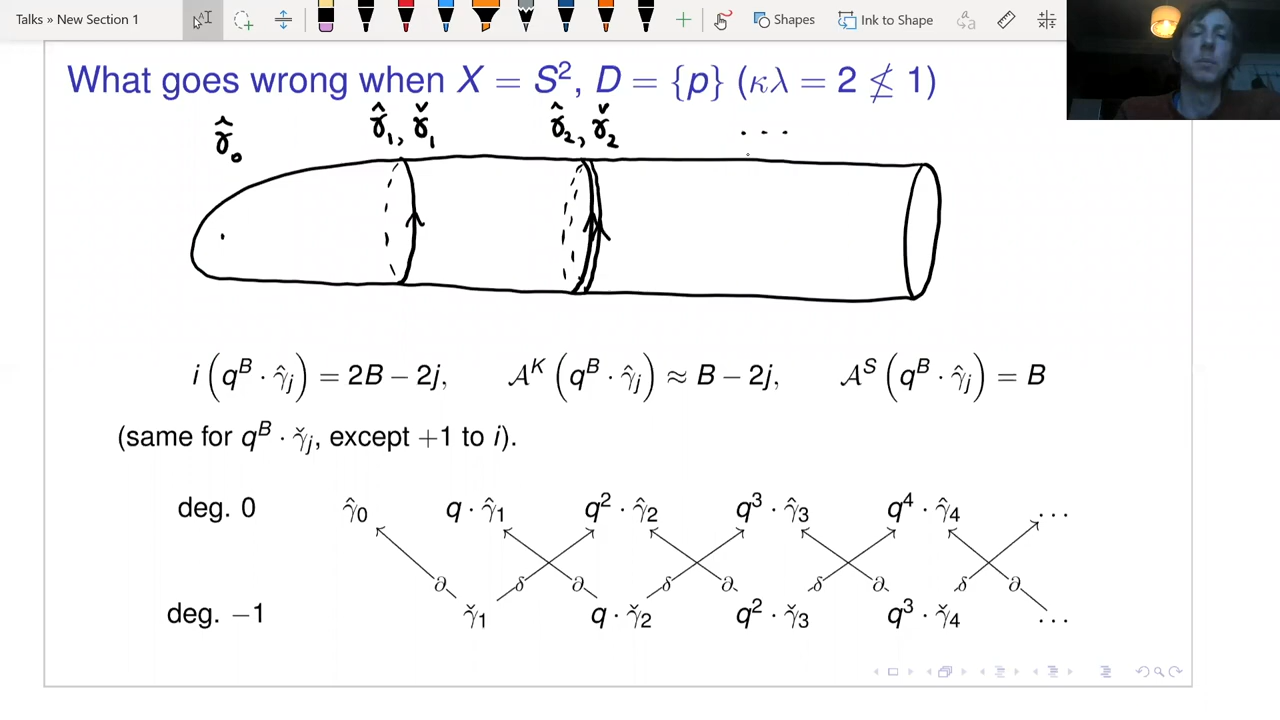 Talks » New Section 1
Shapes
Ink to Shape
What goes wrong when X = S², D = {p} (κλ = 2 ≰ 1)
γ̂₀ γ̂₁, γ̌₁ γ̂₂, γ̌₂ ...
i(q^B · γ̂_j) = 2B − 2j, 𝒜^K(q^B · γ̂_j) ≈ B − 2j, 𝒜^S(q^B · γ̂_j) = B
(same for q^B · γ̌_j, except +1 to i).
deg. 0 γ̂₀ q · γ̂₁ q² · γ̂₂ q³ · γ̂₃ q⁴ · γ̂₄ ...
∂ δ ∂ δ ∂ δ ∂ δ ∂
deg. −1 γ̌₁ q · γ̌₂ q² · γ̌₃ q³ · γ̌₄ ...